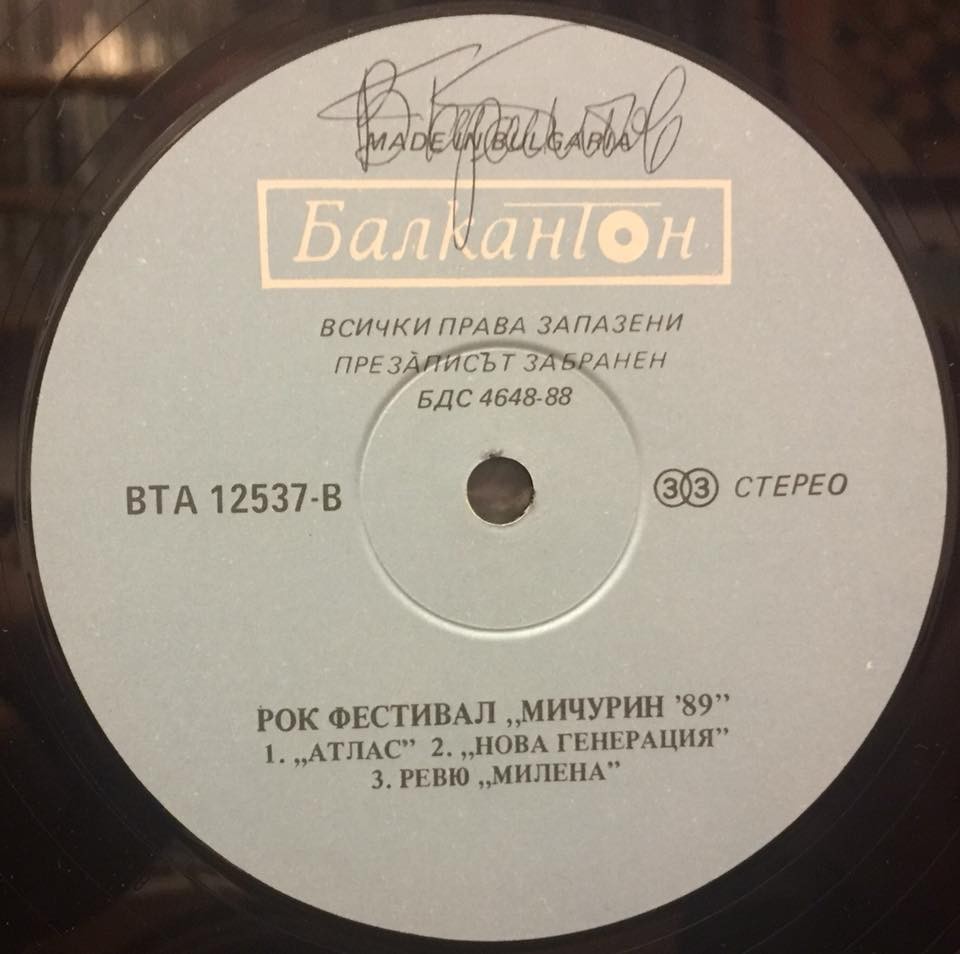 MADE IN BULGARIA
Балкантон
ВСИЧКИ ПРАВА ЗАПАЗЕНИ
ПРЕЗАПИСЪТ ЗАБРАНЕН
БДС 4648-88
ВТА 12537-В
33 СТЕРЕО
РОК ФЕСТИВАЛ „МИЧУРИН '89”
1. „АТЛАС” 2. „НОВА ГЕНЕРАЦИЯ”
3. РЕВЮ „МИЛЕНА”